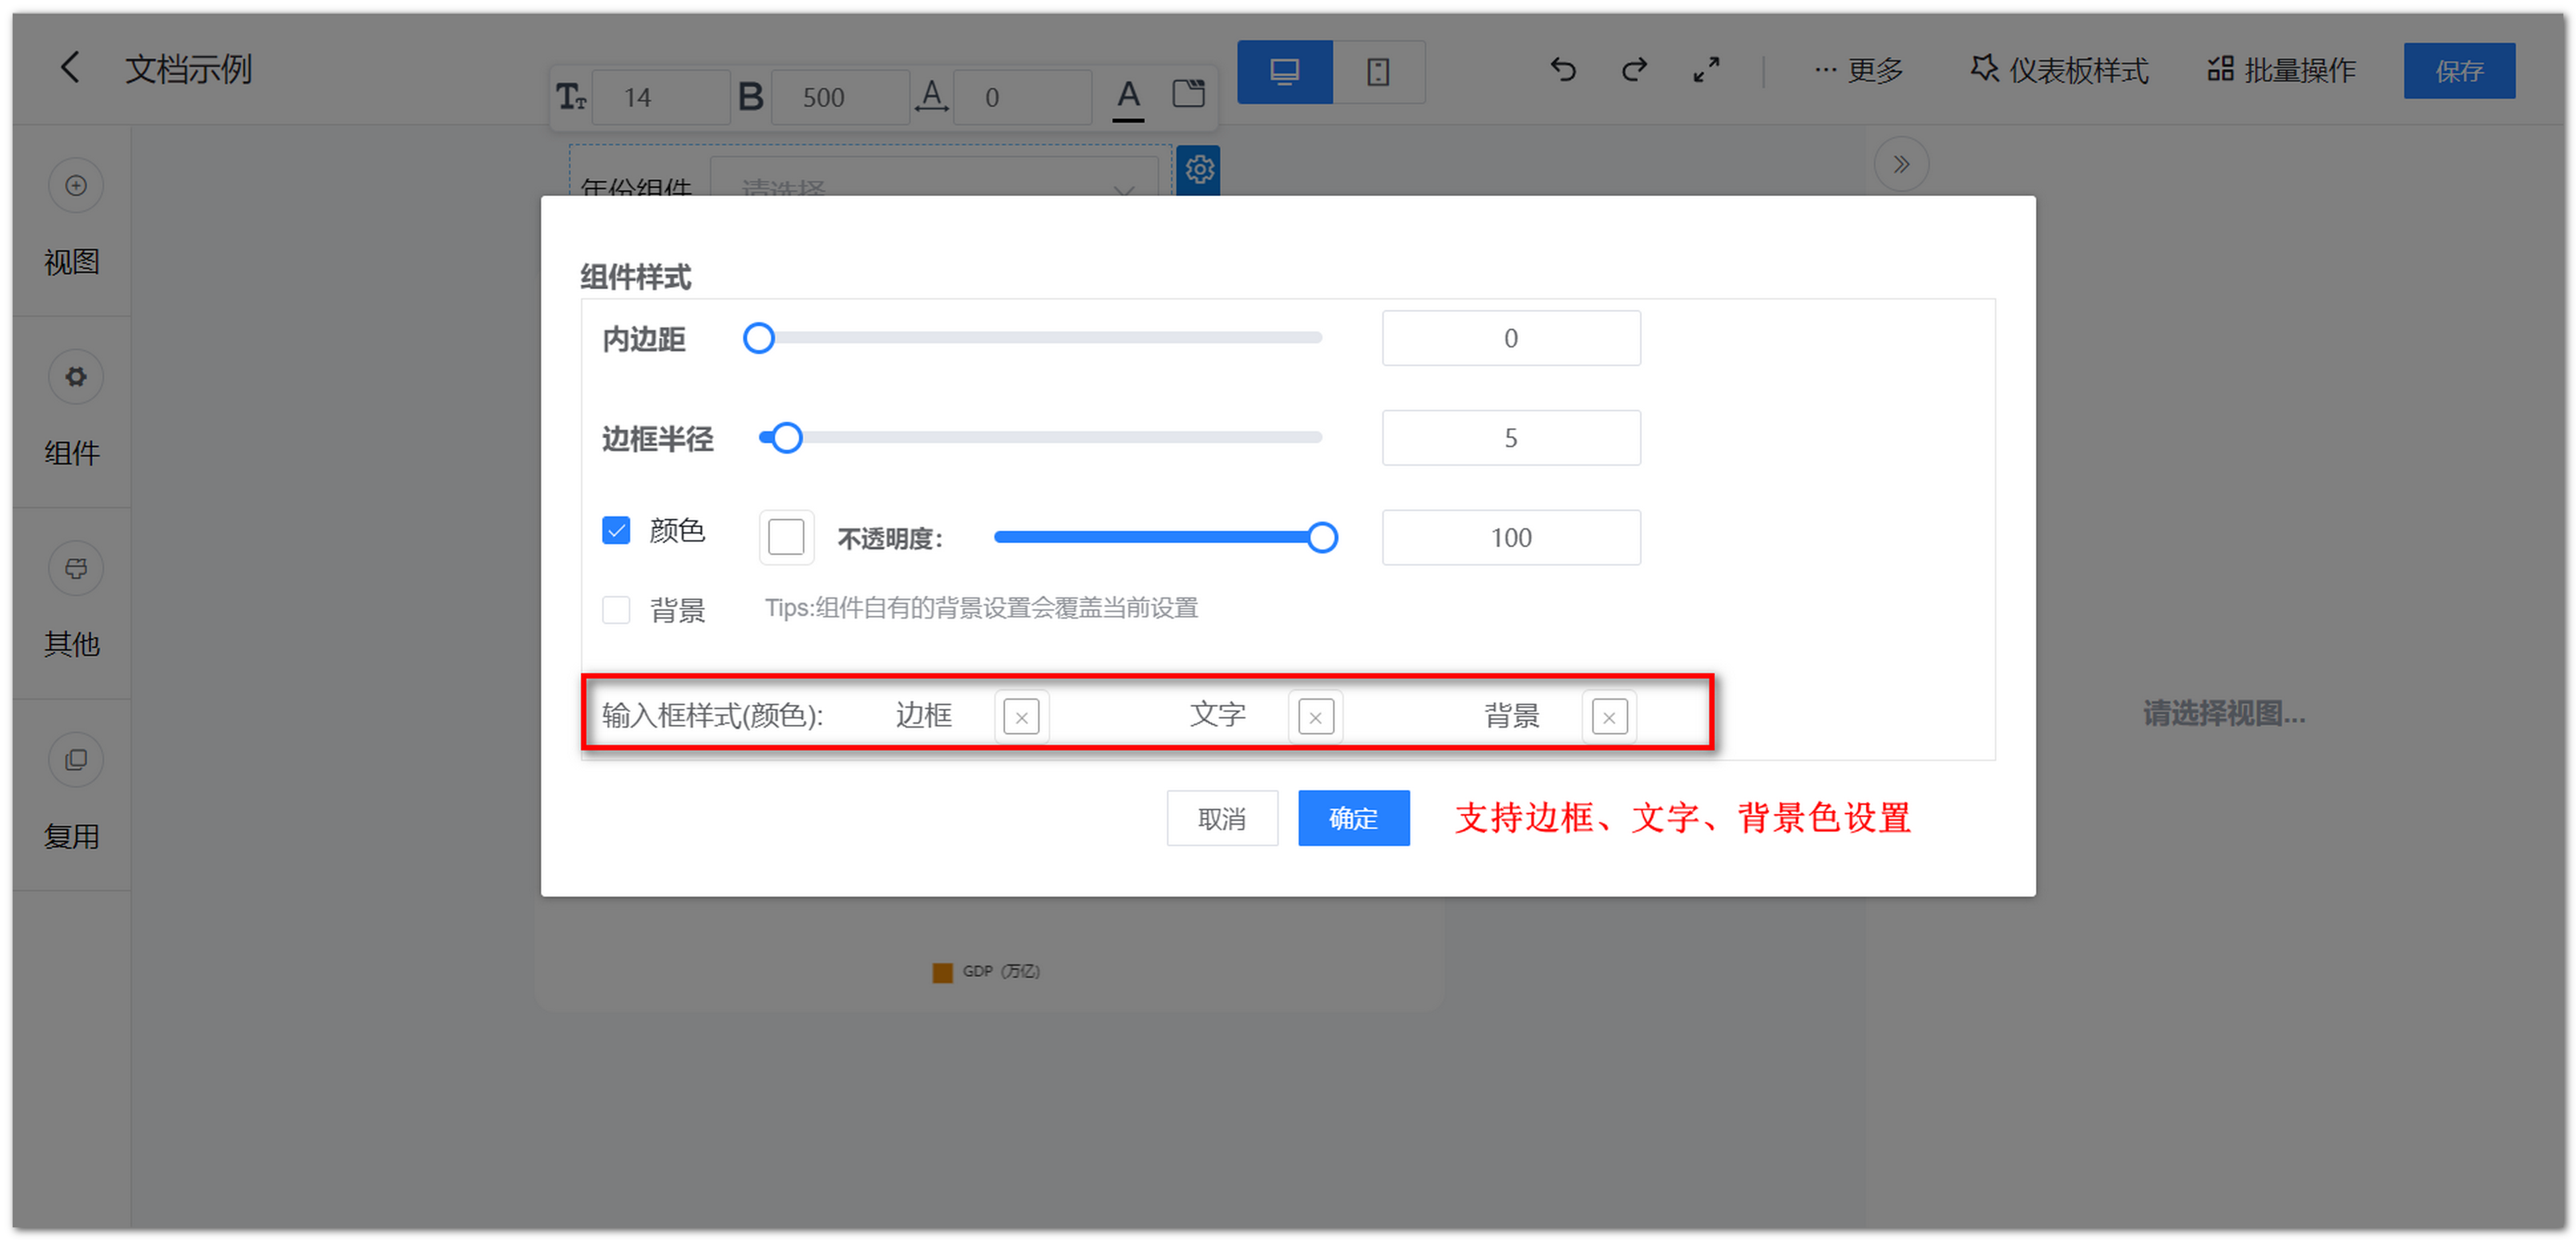 文档示例
14
B
500
A
0
A
··· 更多
仪表板样式
批量操作
保存
年份组件
请选择
视图
组件
其他
复用
组件样式
内边距
0
边框半径
5
颜色
不透明度:
100
背景
Tips:组件自有的背景设置会覆盖当前设置
输入框样式(颜色):
边框
文字
背景
取消
确定
支持边框、文字、背景色设置
请选择视图...
GDP（万亿）